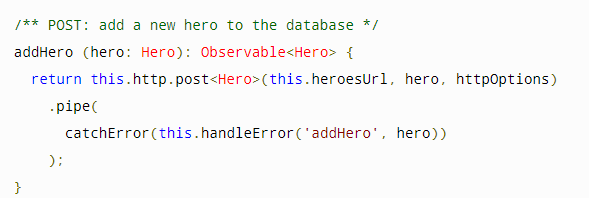 /** POST: add a new hero to the database */
addHero (hero: Hero): Observable<Hero> {
  return this.http.post<Hero>(this.heroesUrl, hero, httpOptions)
    .pipe(
      catchError(this.handleError('addHero', hero))
    );
}